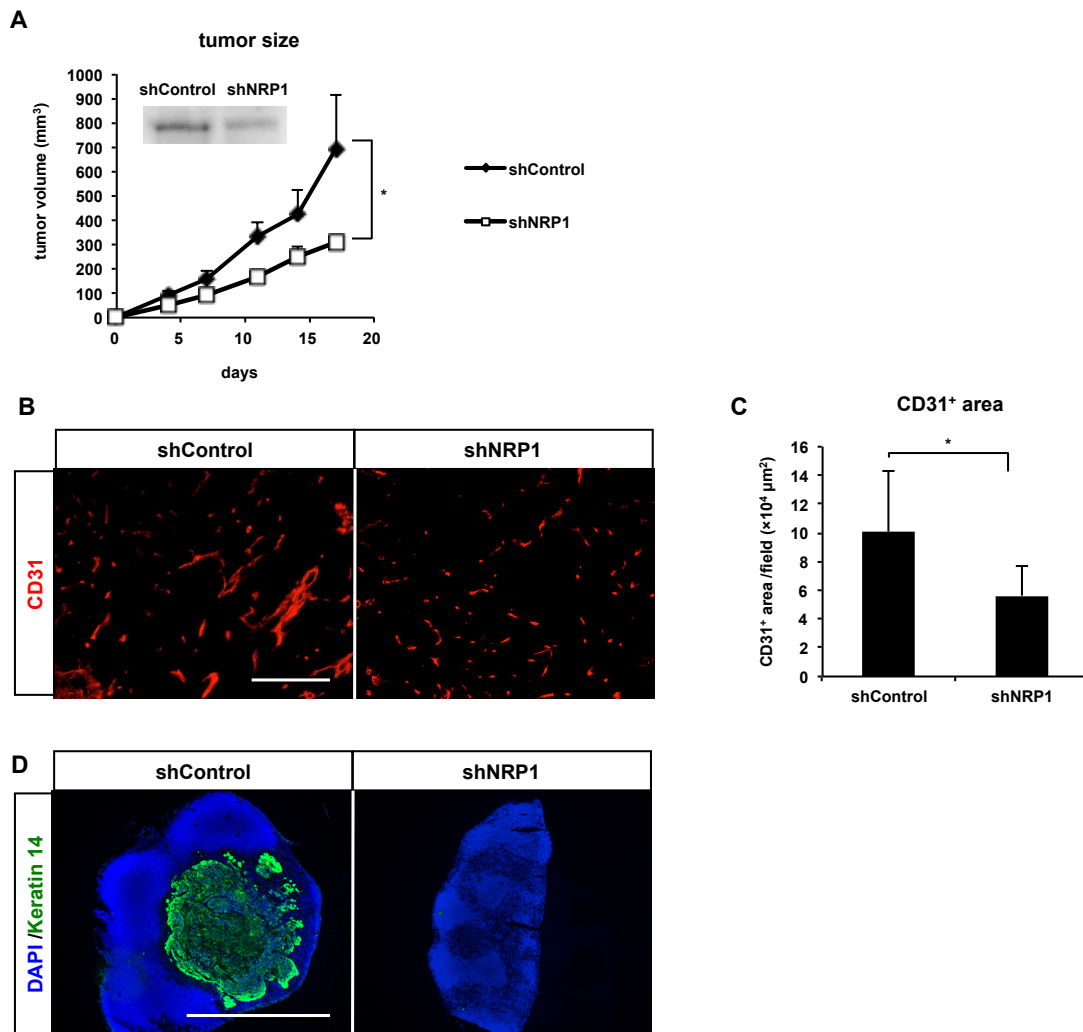 A
tumor size
shControl shNRP1
1000
900
800
700
600
500
400
300
200
100
0
tumor volume (mm³)
0 5 10 15 20
days
*
shControl
shNRP1
B
shControl shNRP1
CD31
C
CD31⁺ area
*
16
14
12
10
8
6
4
2
0
CD31⁺ area /field (×10⁴ μm²)
shControl shNRP1
D
shControl shNRP1
DAPI /Keratin 14